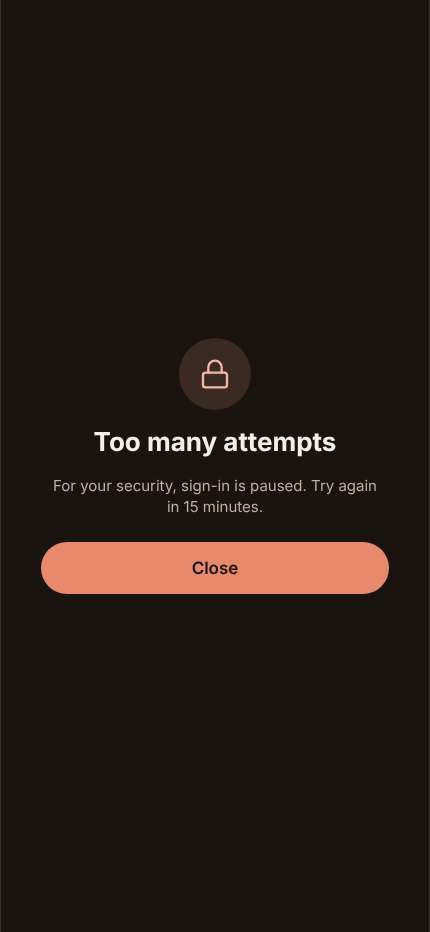 Too many attempts
For your security, sign-in is paused. Try again
in 15 minutes.
Close